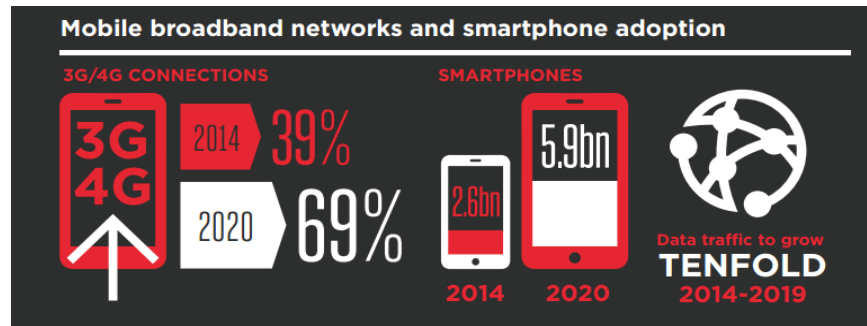 Mobile broadband networks and smartphone adoption
3G/4G CONNECTIONS
3G
4G
2014
39%
2020
69%
SMARTPHONES
2.6bn
2014
5.9bn
2020
Data traffic to grow
TENFOLD
2014-2019